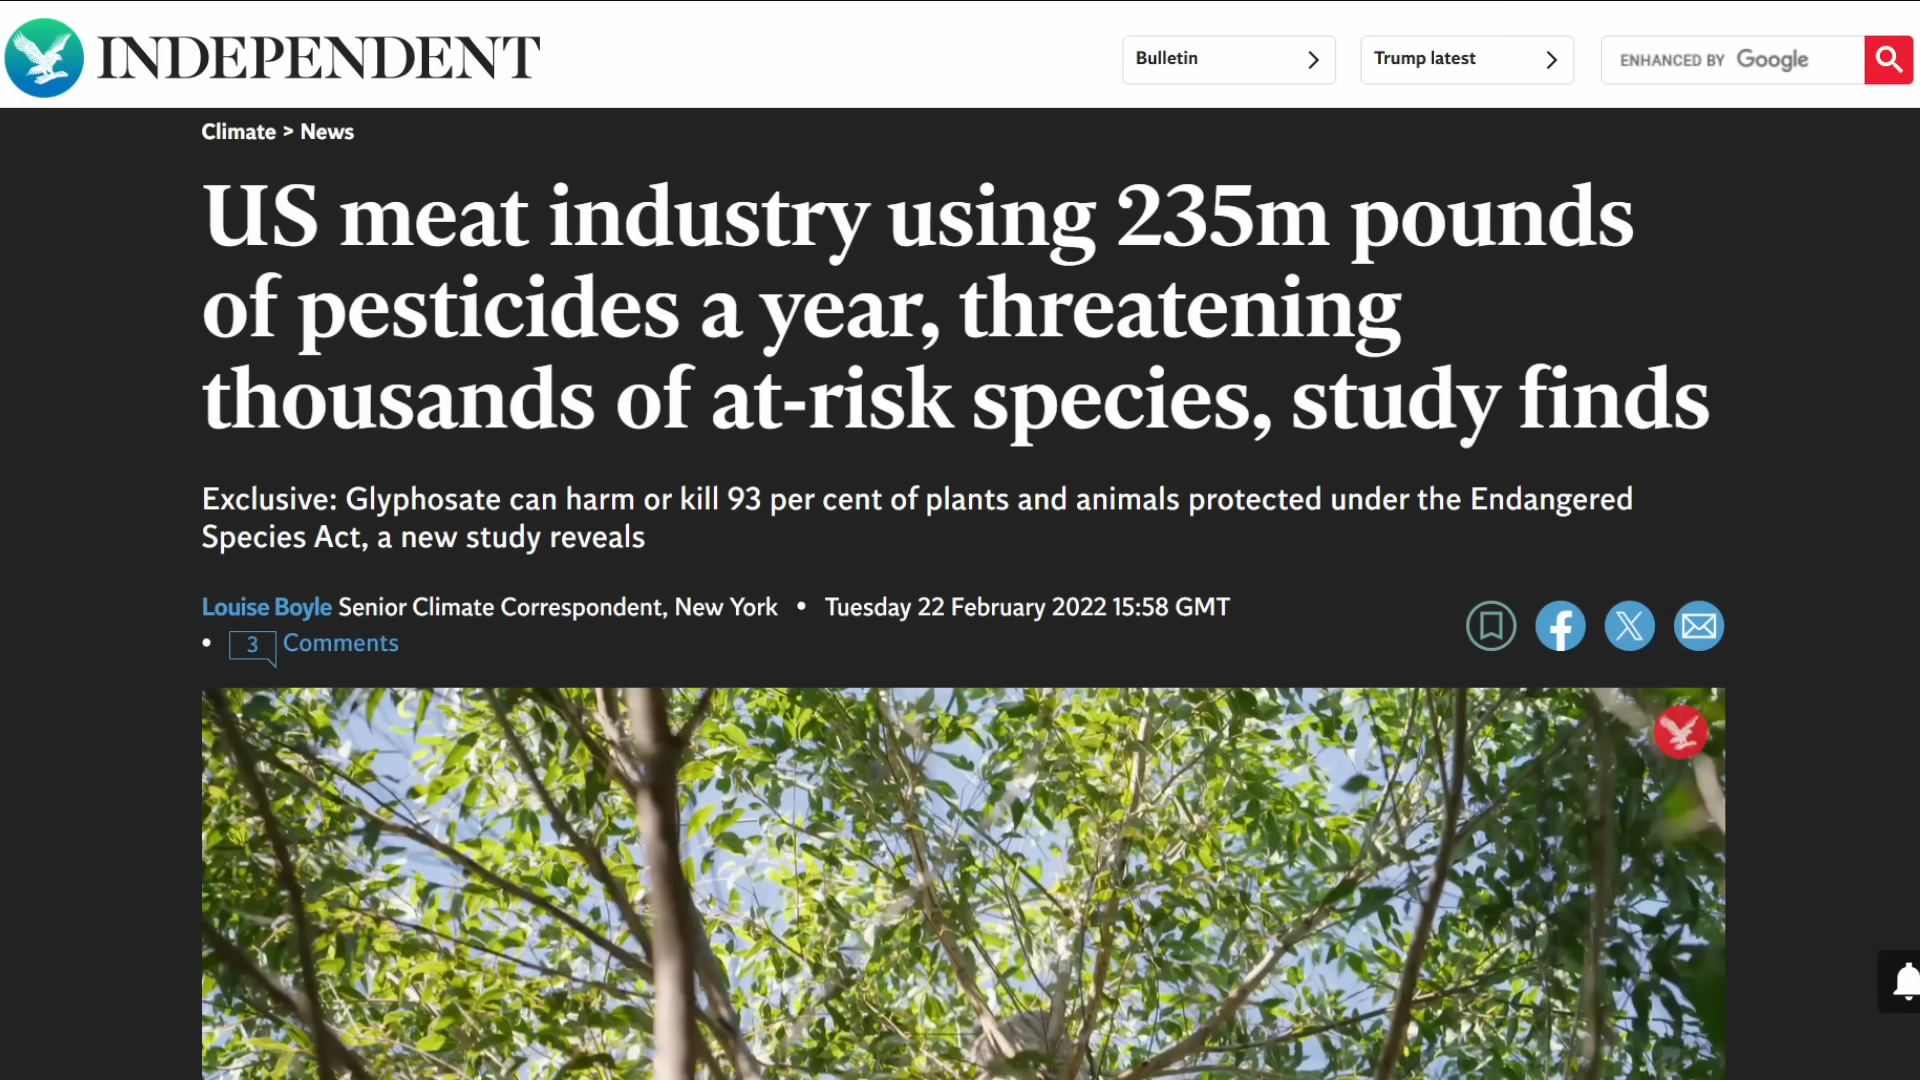 INDEPENDENT
Bulletin
Trump latest
ENHANCED BY Google
Climate > News
US meat industry using 235m pounds
of pesticides a year, threatening
thousands of at-risk species, study finds
Exclusive: Glyphosate can harm or kill 93 per cent of plants and animals protected under the Endangered
Species Act, a new study reveals
Louise Boyle Senior Climate Correspondent, New York • Tuesday 22 February 2022 15:58 GMT
• 3 Comments